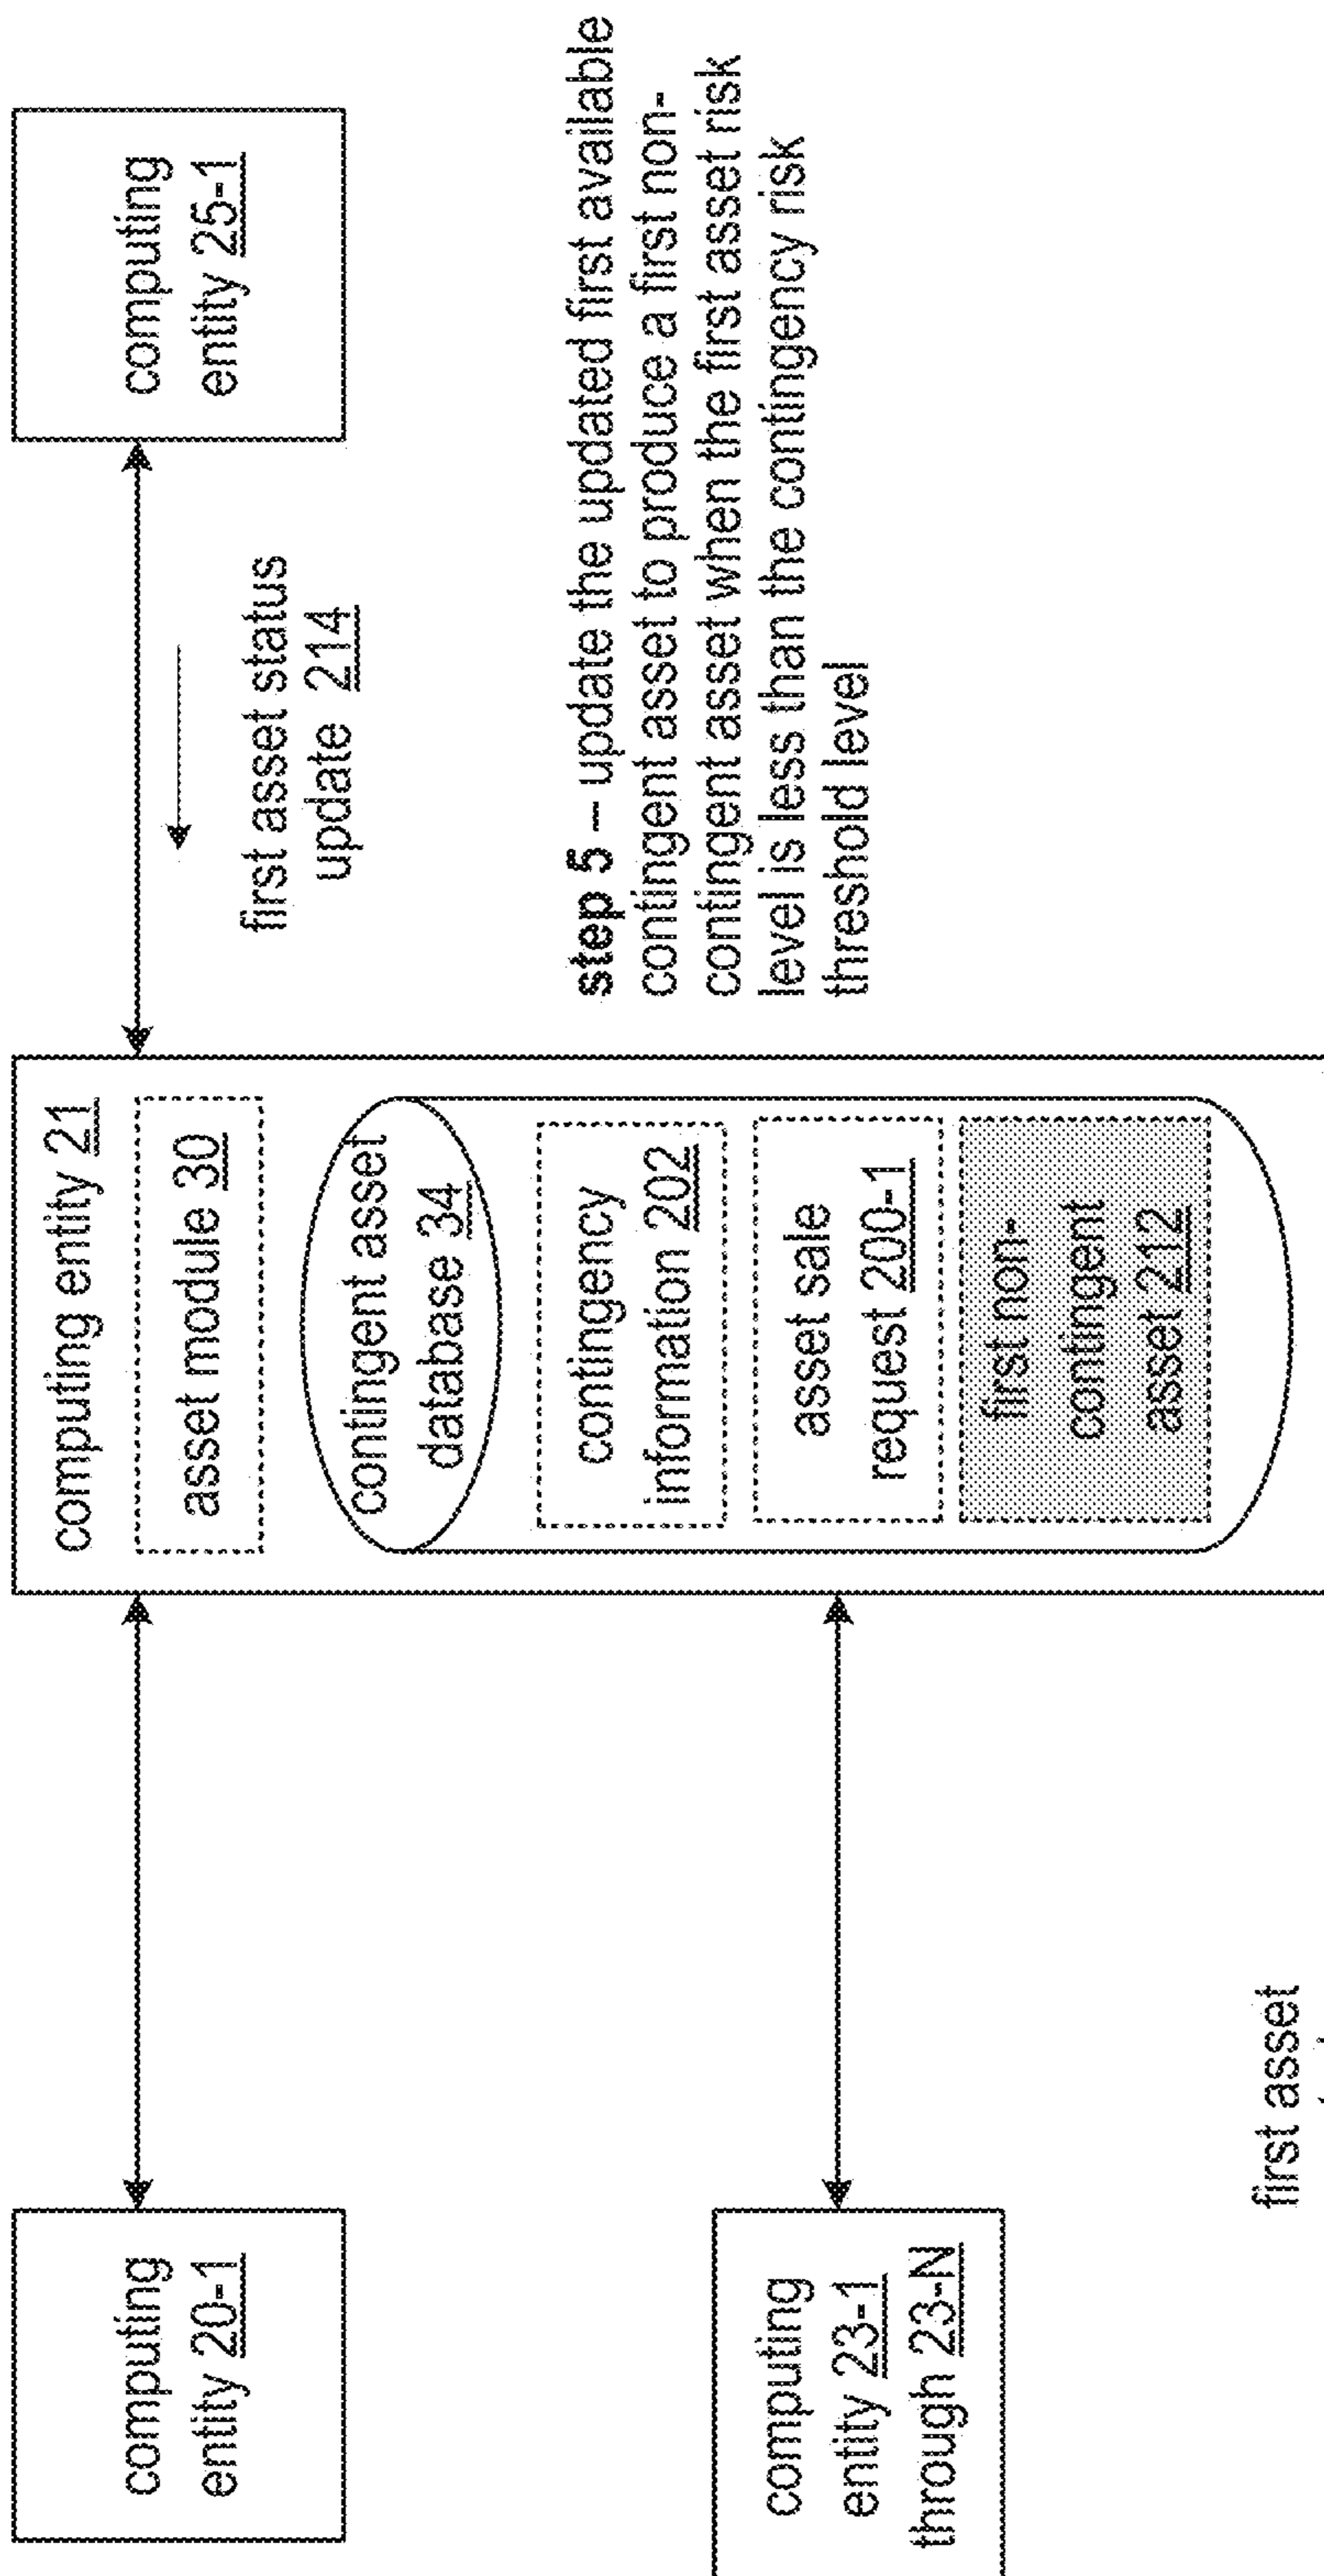 computing
entity 20-1
computing entity 21
asset module 30
contingent asset
database 34
contingency
information 202
asset sale
request 200-1
first non-
contingent
asset 212
computing
entity 25-1
first asset status
update 214
computing
entity 23-1
through 23-N
step 5 – update the updated first available
contingent asset to produce a first non-
contingent asset when the first asset risk
level is less than the contingency risk
threshold level
first asset